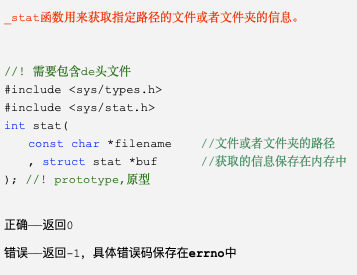 _stat函数用来获取指定路径的文件或者文件夹的信息。
//! 需要包含de头文件
#include <sys/types.h>
#include <sys/stat.h>
int stat(
const char *filename //文件或者文件夹的路径
, struct stat *buf //获取的信息保存在内存中
); //! prototype,原型
正确——返回0
错误——返回-1，具体错误码保存在errno中